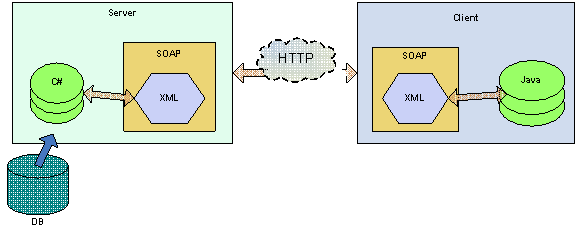 Server
Client
SOAP
HTTP
SOAP
C#
XML
XML
Java
DB